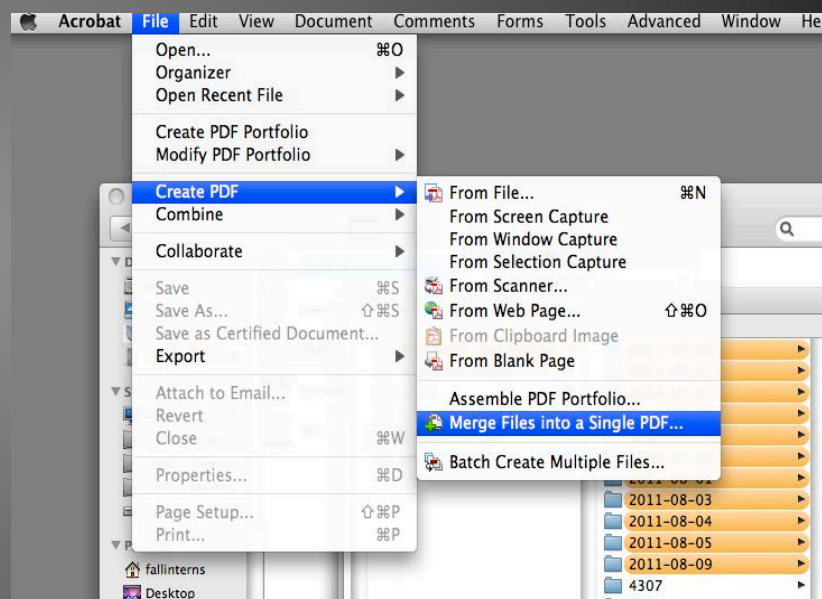 Acrobat File Edit View Document Comments Forms Tools Advanced Window He
Open... ⌘O
Organizer
Open Recent File
Create PDF Portfolio
Modify PDF Portfolio
Create PDF
Combine
Collaborate
Save ⌘S
Save As... ⇧⌘S
Save as Certified Document...
Export
Attach to Email...
Revert
Close ⌘W
Properties... ⌘D
Page Setup... ⇧⌘P
Print... ⌘P
From File... ⌘N
From Screen Capture
From Window Capture
From Selection Capture
From Scanner...
From Web Page... ⇧⌘O
From Clipboard Image
From Blank Page
Assemble PDF Portfolio...
Merge Files into a Single PDF...
Batch Create Multiple Files...
D
S
P
fallinterns
Desktop
2011-08-03
2011-08-04
2011-08-05
2011-08-09
4307